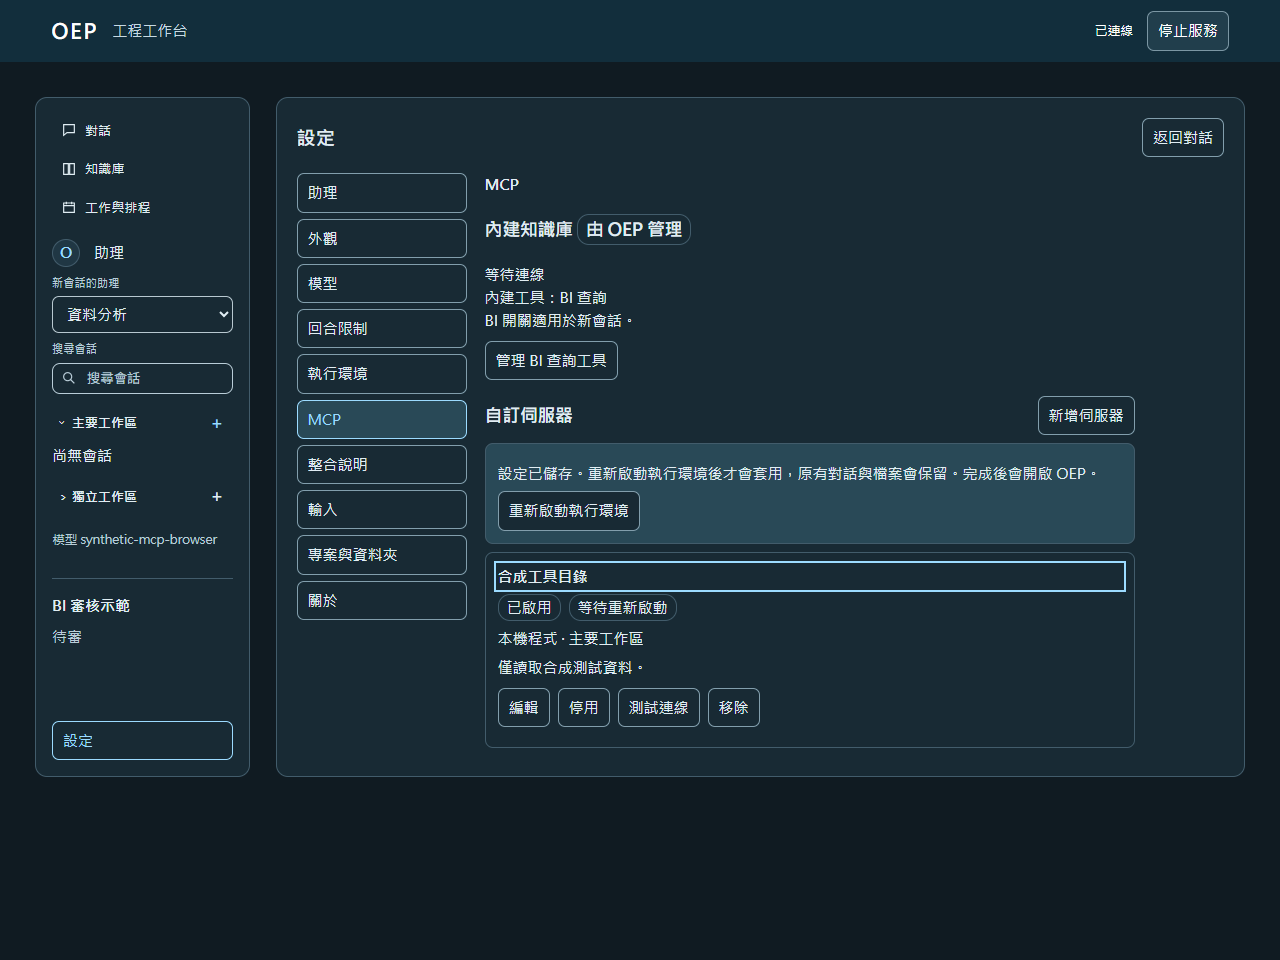 OEP 工程工作台
已連線 停止服務
對話
知識庫
工作與排程
O 助理
新會話的助理
資料分析
搜尋會話
搜尋會話
主要工作區 +
尚無會話
獨立工作區 +
模型 synthetic-mcp-browser
BI 審核示範
待審
設定
設定
返回對話
助理
外觀
模型
回合限制
執行環境
MCP
整合說明
輸入
專案與資料夾
關於
MCP
內建知識庫 由 OEP 管理
等待連線
內建工具：BI 查詢
BI 開關適用於新會話。
管理 BI 查詢工具
自訂伺服器 新增伺服器
設定已儲存。重新啟動執行環境後才會套用，原有對話與檔案會保留。完成後會開啟 OEP。
重新啟動執行環境
合成工具目錄
已啟用 等待重新啟動
本機程式 · 主要工作區
僅讀取合成測試資料。
編輯 停用 測試連線 移除